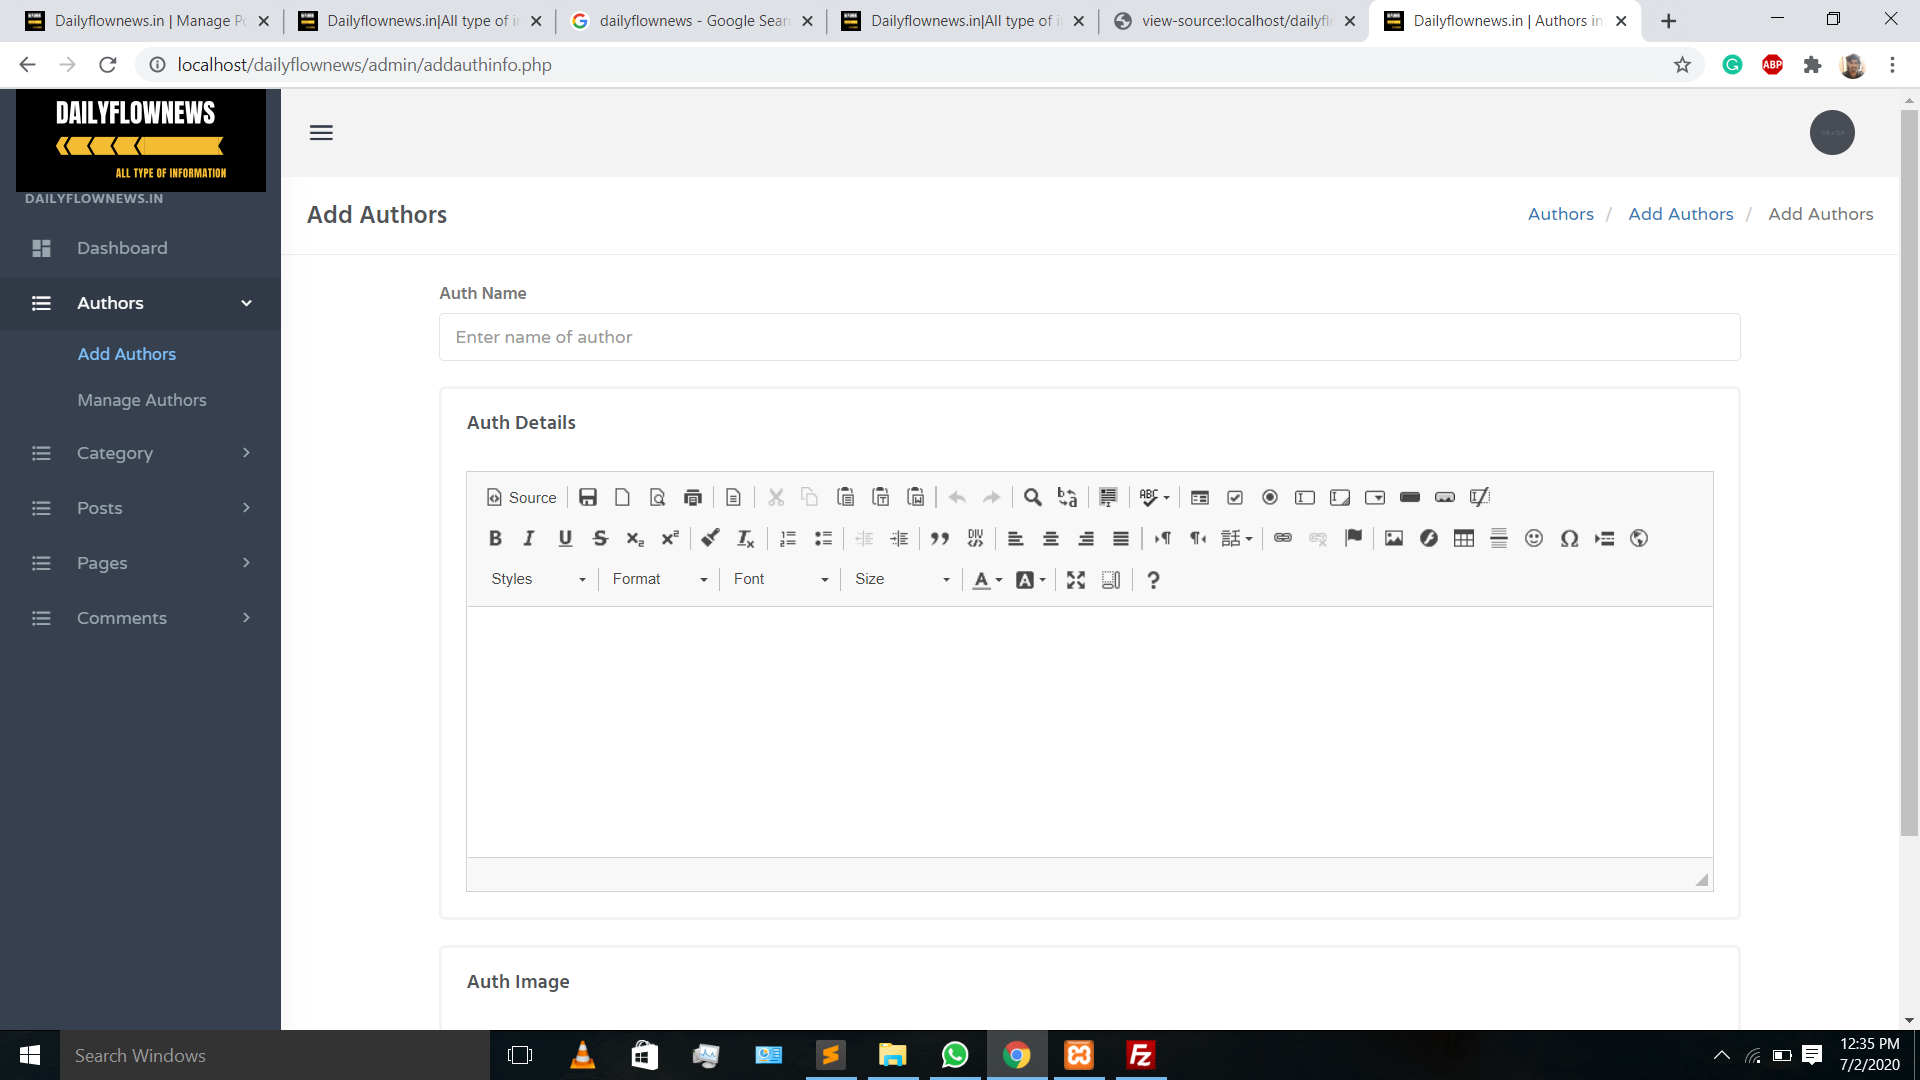 Dailyflownews.in | Manage Po
Dailyflownews.in|All type of in
dailyflownews - Google Searc
Dailyflownews.in|All type of in
view-source:localhost/dailyflo
Dailyflownews.in | Authors in
localhost/dailyflownews/admin/addauthinfo.php
ABP
DAILYFLOWNEWS
ALL TYPE OF INFORMATION
DAILYFLOWNEWS.IN
Dashboard
Authors
Add Authors
Manage Authors
Category
Posts
Pages
Comments
Add Authors
Authors / Add Authors / Add Authors
Auth Name
Enter name of author
Auth Details
Source
Styles Format Font Size
Auth Image
Search Windows
12:35 PM
7/2/2020